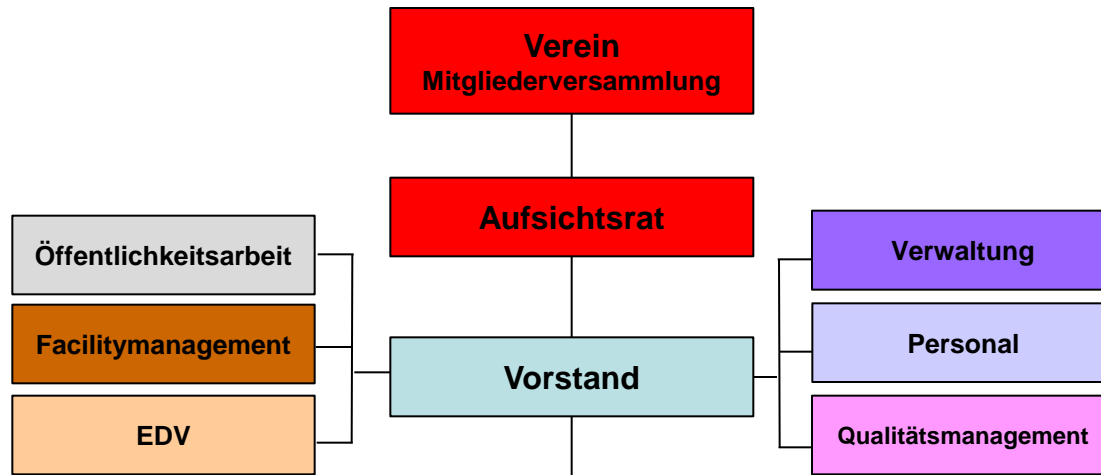 Verein
Mitgliederversammlung
Aufsichtsrat
Öffentlichkeitsarbeit
Facilitymanagement
EDV
Vorstand
Verwaltung
Personal
Qualitätsmanagement